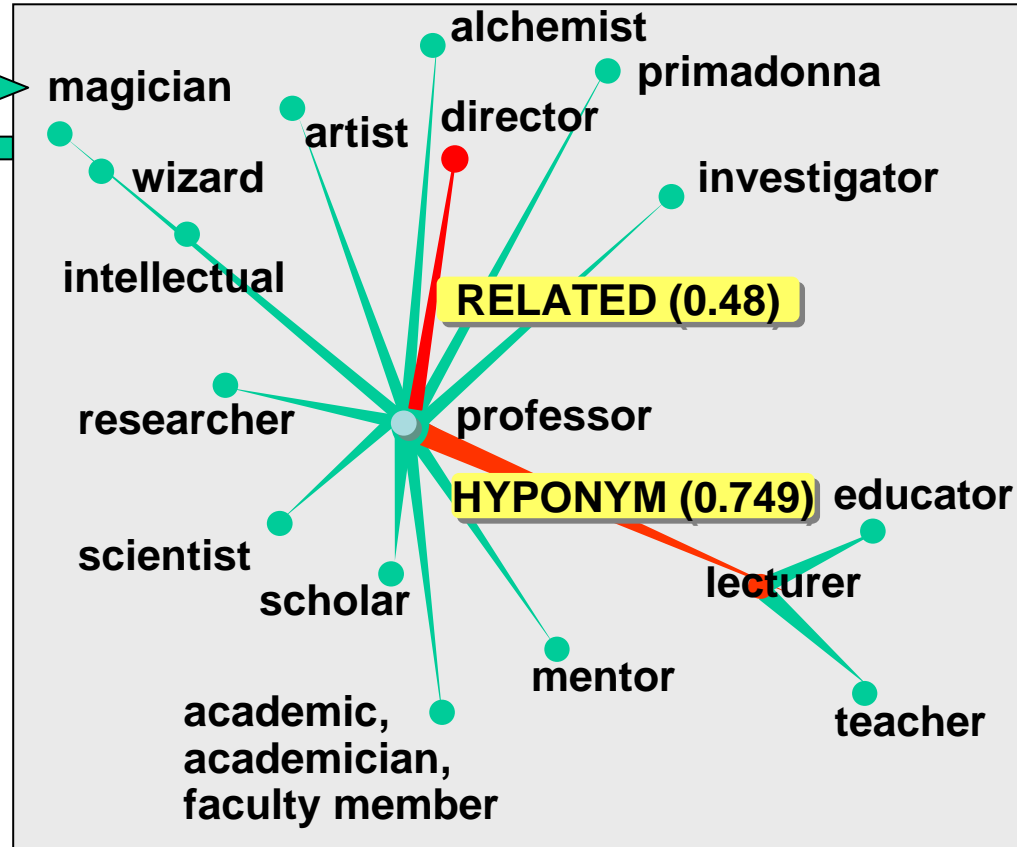 alchemist
magician
primadonna
director
artist
wizard
investigator
intellectual
RELATED (0.48)
researcher
professor
HYPONYM (0.749)
educator
scientist
lecturer
scholar
mentor
academic,
academician,
faculty member
teacher